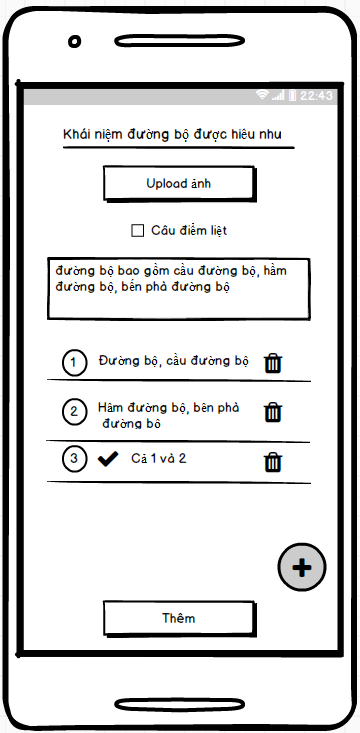 22:43
Khái niệm đường bộ được hiêu nhu
Upload ảnh
Câu điểm liệt
đường bộ bao gồm cầu đường bộ, hầm
đường bộ, bến phà đường bộ
1 Đường bộ, cầu đường bộ
2 Hầm đường bộ, bên phà
đường bộ
3 Cả 1 và 2
Thêm